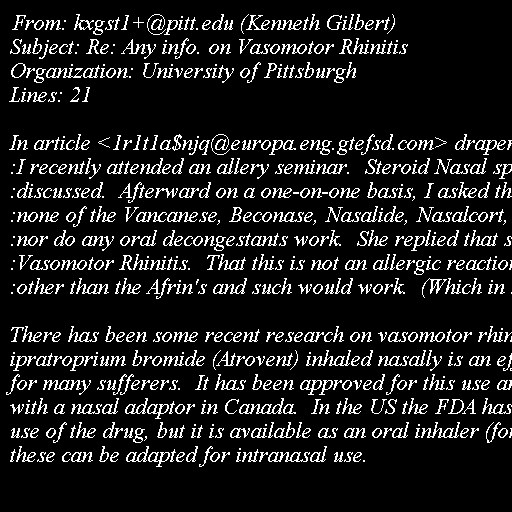 From: kxgst1+@pitt.edu (Kenneth Gilbert)
Subject: Re: Any info. on Vasomotor Rhinitis
Organization: University of Pittsburgh
Lines: 21

In article <1r1t1a$njq@europa.eng.gtefsd.com> draper
:I recently attended an allery seminar.  Steroid Nasal sp
:discussed.  Afterward on a one-on-one basis, I asked th
:none of the Vancanese, Beconase, Nasalide, Nasalcort,
:nor do any oral decongestants work.  She replied that s
:Vasomotor Rhinitis.  That this is not an allergic reaction
:other than the Afrin's and such would work.  (Which in

There has been some recent research on vasomotor rhin
ipratroprium bromide (Atrovent) inhaled nasally is an ef
for many sufferers.  It has been approved for this use a
with a nasal adaptor in Canada.  In the US the FDA has
use of the drug, but it is available as an oral inhaler (fo
these can be adapted for intranasal use.